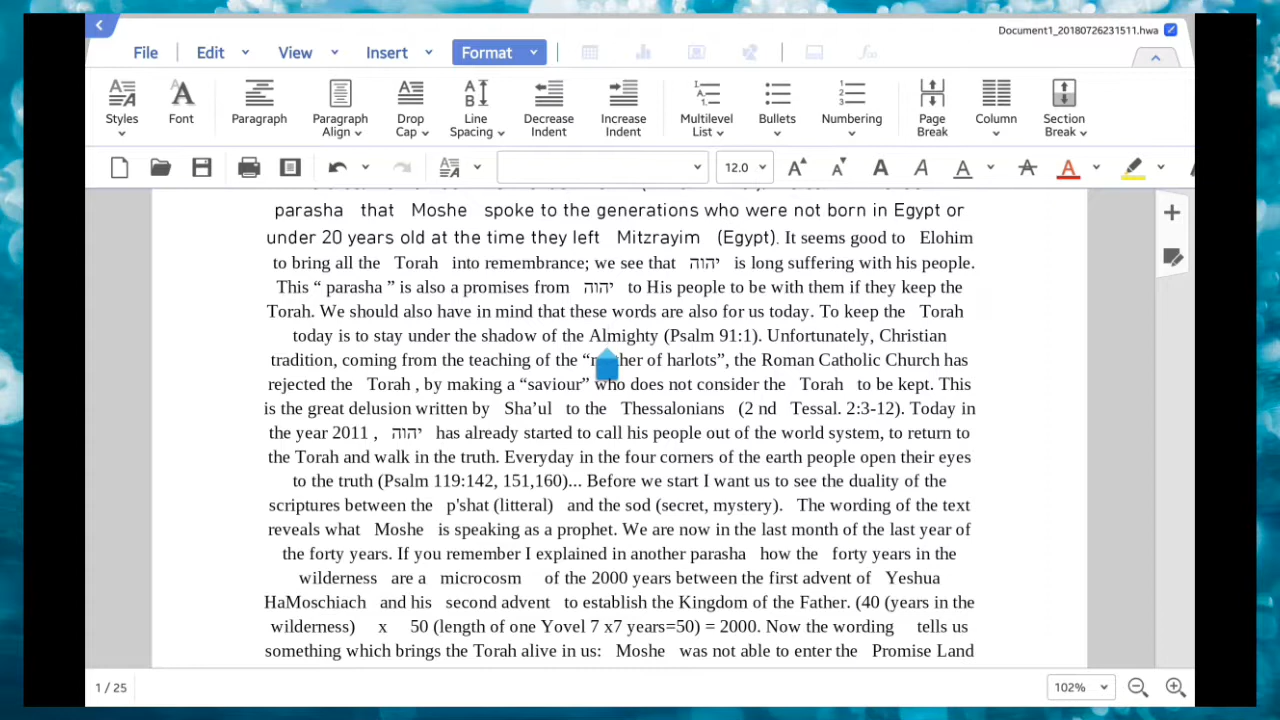 Document1_20180726231511.hwa
File Edit View Insert Format
Styles Font Paragraph Paragraph Align Drop Cap Line Spacing Decrease Indent Increase Indent Multilevel List Bullets Numbering Page Break Column Section Break
12.0
parasha that Moshe spoke to the generations who were not born in Egypt or
under 20 years old at the time they left Mitzrayim (Egypt). It seems good to Elohim
to bring all the Torah into remembrance; we see that יהוה is long suffering with his people.
This “ parasha ” is also a promises from יהוה to His people to be with them if they keep the
Torah. We should also have in mind that these words are also for us today. To keep the Torah
today is to stay under the shadow of the Almighty (Psalm 91:1). Unfortunately, Christian
tradition, coming from the teaching of the “mother of harlots”, the Roman Catholic Church has
rejected the Torah , by making a “saviour” who does not consider the Torah to be kept. This
is the great delusion written by Sha’ul to the Thessalonians (2 nd Tessal. 2:3-12). Today in
the year 2011 , יהוה has already started to call his people out of the world system, to return to
the Torah and walk in the truth. Everyday in the four corners of the earth people open their eyes
to the truth (Psalm 119:142, 151,160)... Before we start I want us to see the duality of the
scriptures between the p'shat (litteral) and the sod (secret, mystery). The wording of the text
reveals what Moshe is speaking as a prophet. We are now in the last month of the last year of
the forty years. If you remember I explained in another parasha how the forty years in the
wilderness are a microcosm of the 2000 years between the first advent of Yeshua
HaMoschiach and his second advent to establish the Kingdom of the Father. (40 (years in the
wilderness) x 50 (length of one Yovel 7 x7 years=50) = 2000. Now the wording tells us
something which brings the Torah alive in us: Moshe was not able to enter the Promise Land
1 / 25 102%